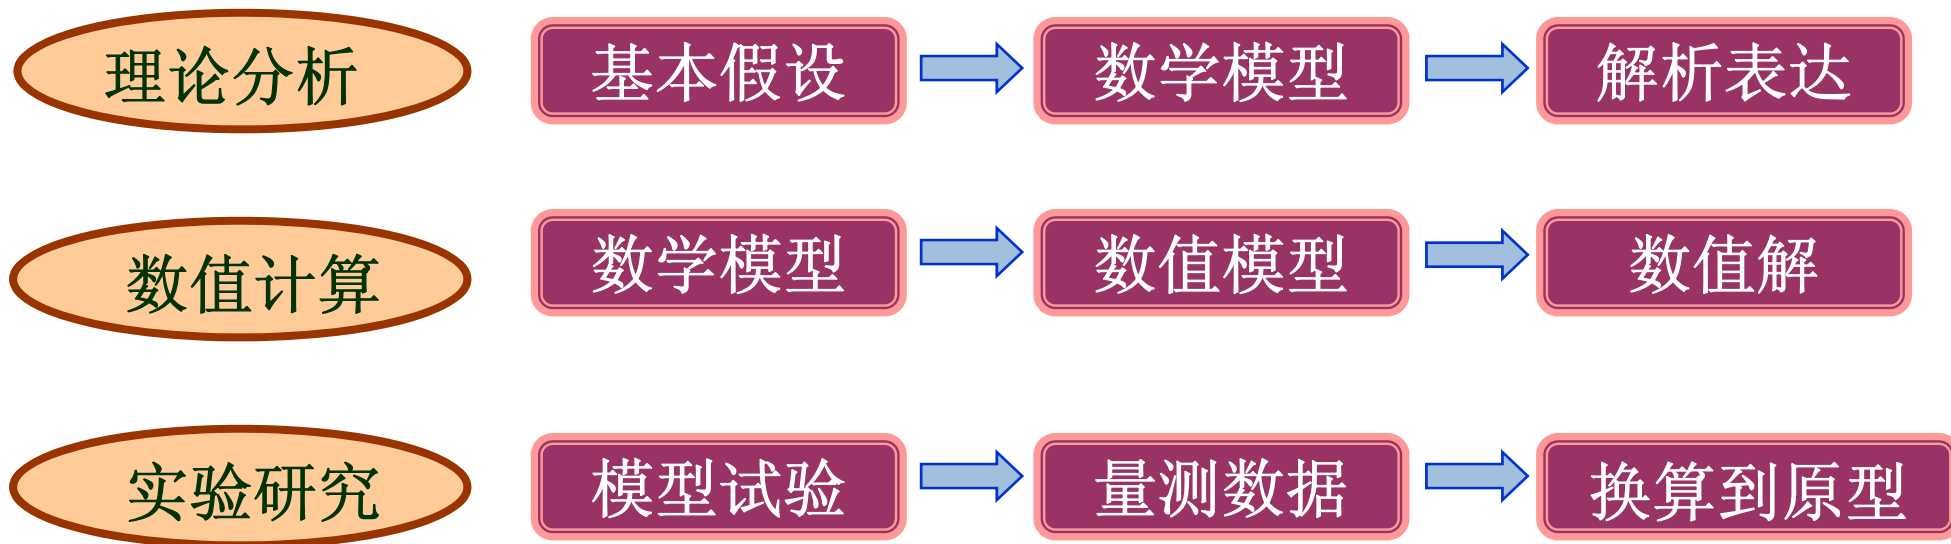 理论分析 基本假设 数学模型 解析表达
数值计算 数学模型 数值模型 数值解
实验研究 模型试验 量测数据 换算到原型